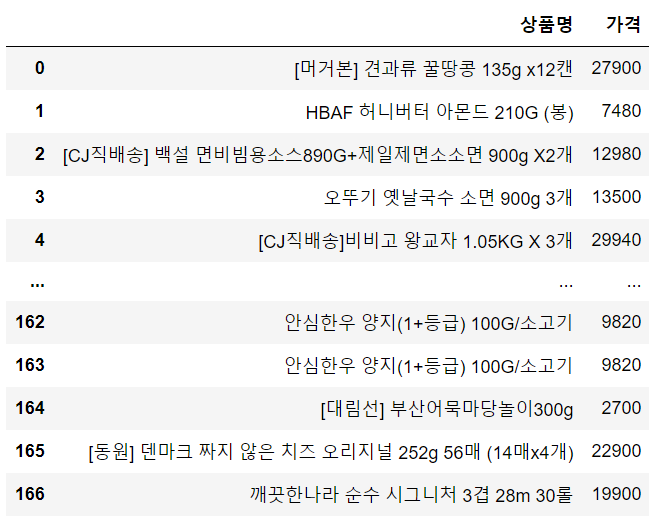 상품명 가격
0 [머거본] 견과류 꿀땅콩 135g x12캔 27900
1 HBAF 허니버터 아몬드 210G (봉) 7480
2 [CJ직배송] 백설 면비빔용소스890G+제일제면소소면 900g X2개 12980
3 오뚜기 옛날국수 소면 900g 3개 13500
4 [CJ직배송]비비고 왕교자 1.05KG X 3개 29940
... ... ...
162 안심한우 양지(1+등급) 100G/소고기 9820
163 안심한우 양지(1+등급) 100G/소고기 9820
164 [대림선] 부산어묵마당놀이300g 2700
165 [동원] 덴마크 짜지 않은 치즈 오리지널 252g 56매 (14매x4개) 22900
166 깨끗한나라 순수 시그니처 3겹 28m 30롤 19900